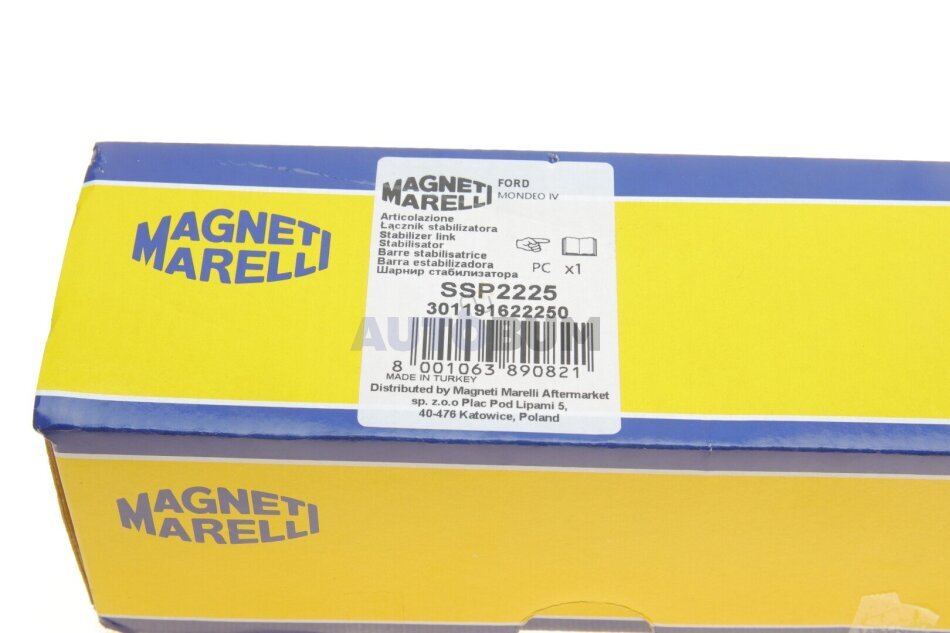 MAGNETI
MARELLI
MAGNETI
MARELLI
FORD
MONDEO IV
Articolazione
Łącznik stabilizatora
Stabilizer link
Stabilisator
Barre stabilisatrice
Barra estabilizadora
Шарнир стабилизатора
PC x1
SSP2225
301191622250
AUTOBUM
8 001063 890821
MADE IN TURKEY
Distributed by Magneti Marelli Aftermarket
sp. z.o.o Plac Pod Lipami 5,
40-476 Katowice, Poland
MAGNETI
MARELLI